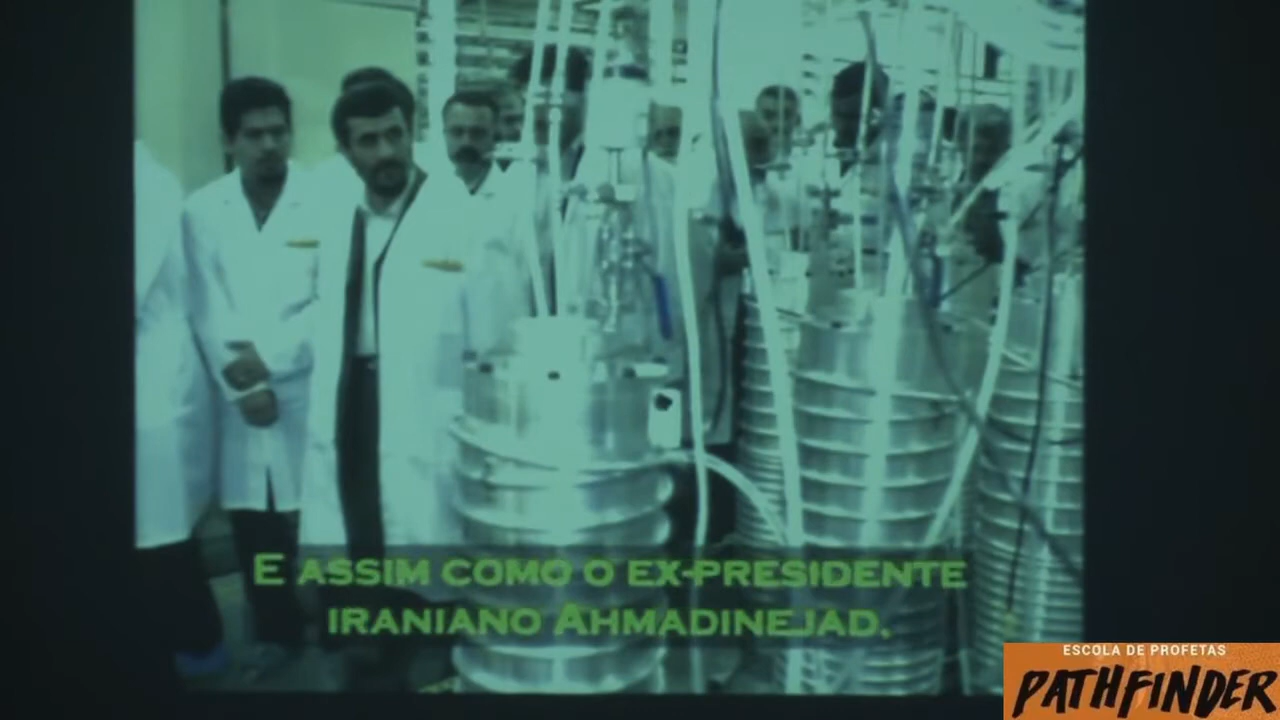 E ASSIM COMO O EX-PRESIDENTE
IRANIANO AHMADINEJAD.
ESCOLA DE PROFETAS
PATHFINDER